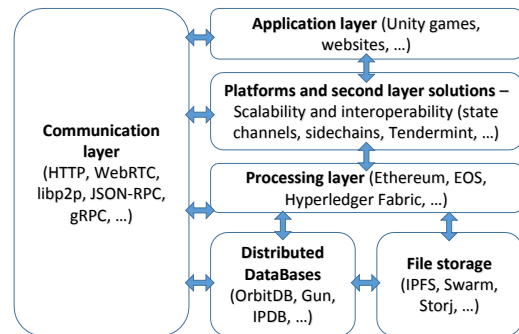 Communication
layer
(HTTP, WebRTC,
libp2p, JSON-RPC,
gRPC, …)
Application layer (Unity games,
websites, …)
Platforms and second layer solutions –
Scalability and interoperability (state
channels, sidechains, Tendermint, …)
Processing layer (Ethereum, EOS,
Hyperledger Fabric, …)
Distributed
DataBases
(OrbitDB, Gun,
IPDB, …)
File storage
(IPFS, Swarm,
Storj, …)